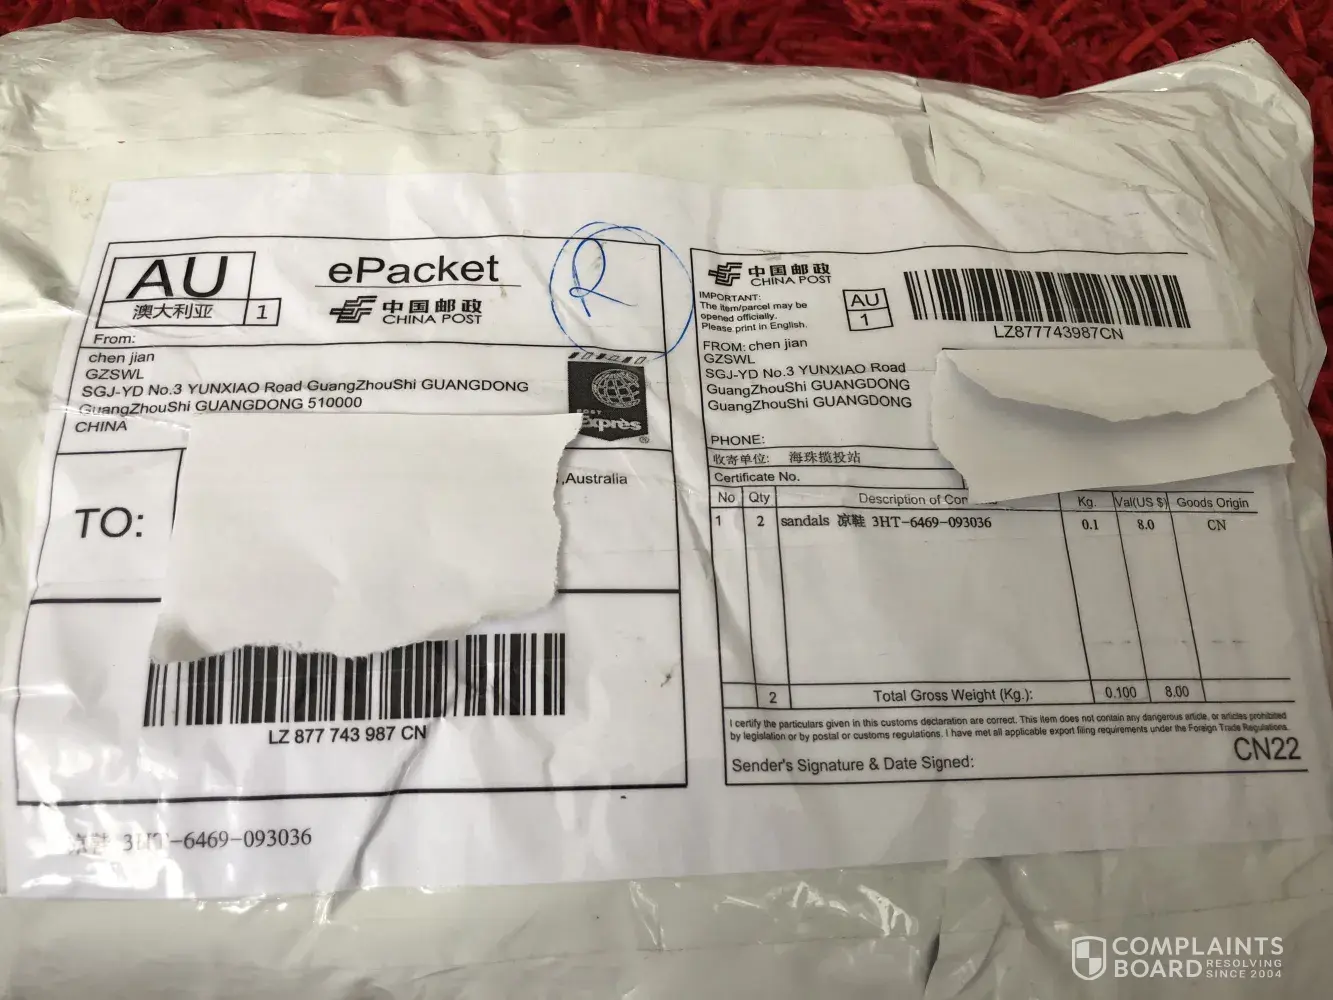 AU
澳大利亚 1
ePacket
中国邮政
CHINA POST
R
From:
chen jian
GZSWL
SGJ-YD No.3 YUNXIAO Road GuangZhouShi GUANGDONG
GuangZhouShi GUANGDONG 510000
CHINA
Expres
®
,Australia
TO:
LZ 877 743 987 CN
凉鞋 3HT-6469-093036
中国邮政
CHINA POST
IMPORTANT:
The item/parcel may be
opened officially.
Please print in English.
AU
1
LZ877743987CN
FROM: chen jian
GZSWL
SGJ-YD No.3 YUNXIAO Road
GuangZhouShi GUANGDONG
GuangZhouShi GUANGDONG
PHONE:
收寄单位: 海珠揽投站
Certificate No.
No Qty Description of Con Kg. Val(US $) Goods Origin
1 2 sandals 凉鞋 3HT-6469-093036 0.1 8.0 CN
2 Total Gross Weight (Kg.): 0.100 8.00
I certify the particulars given in this customs declaration are correct. This item does not contain any dangerous article, or articles prohibited
by legislation or by postal or customs regulations. I have met all applicable export filing requirements under the Foreign Trade Regulations.
Sender's Signature & Date Signed:
CN22
COMPLAINTS
BOARD RESOLVING
SINCE 2004